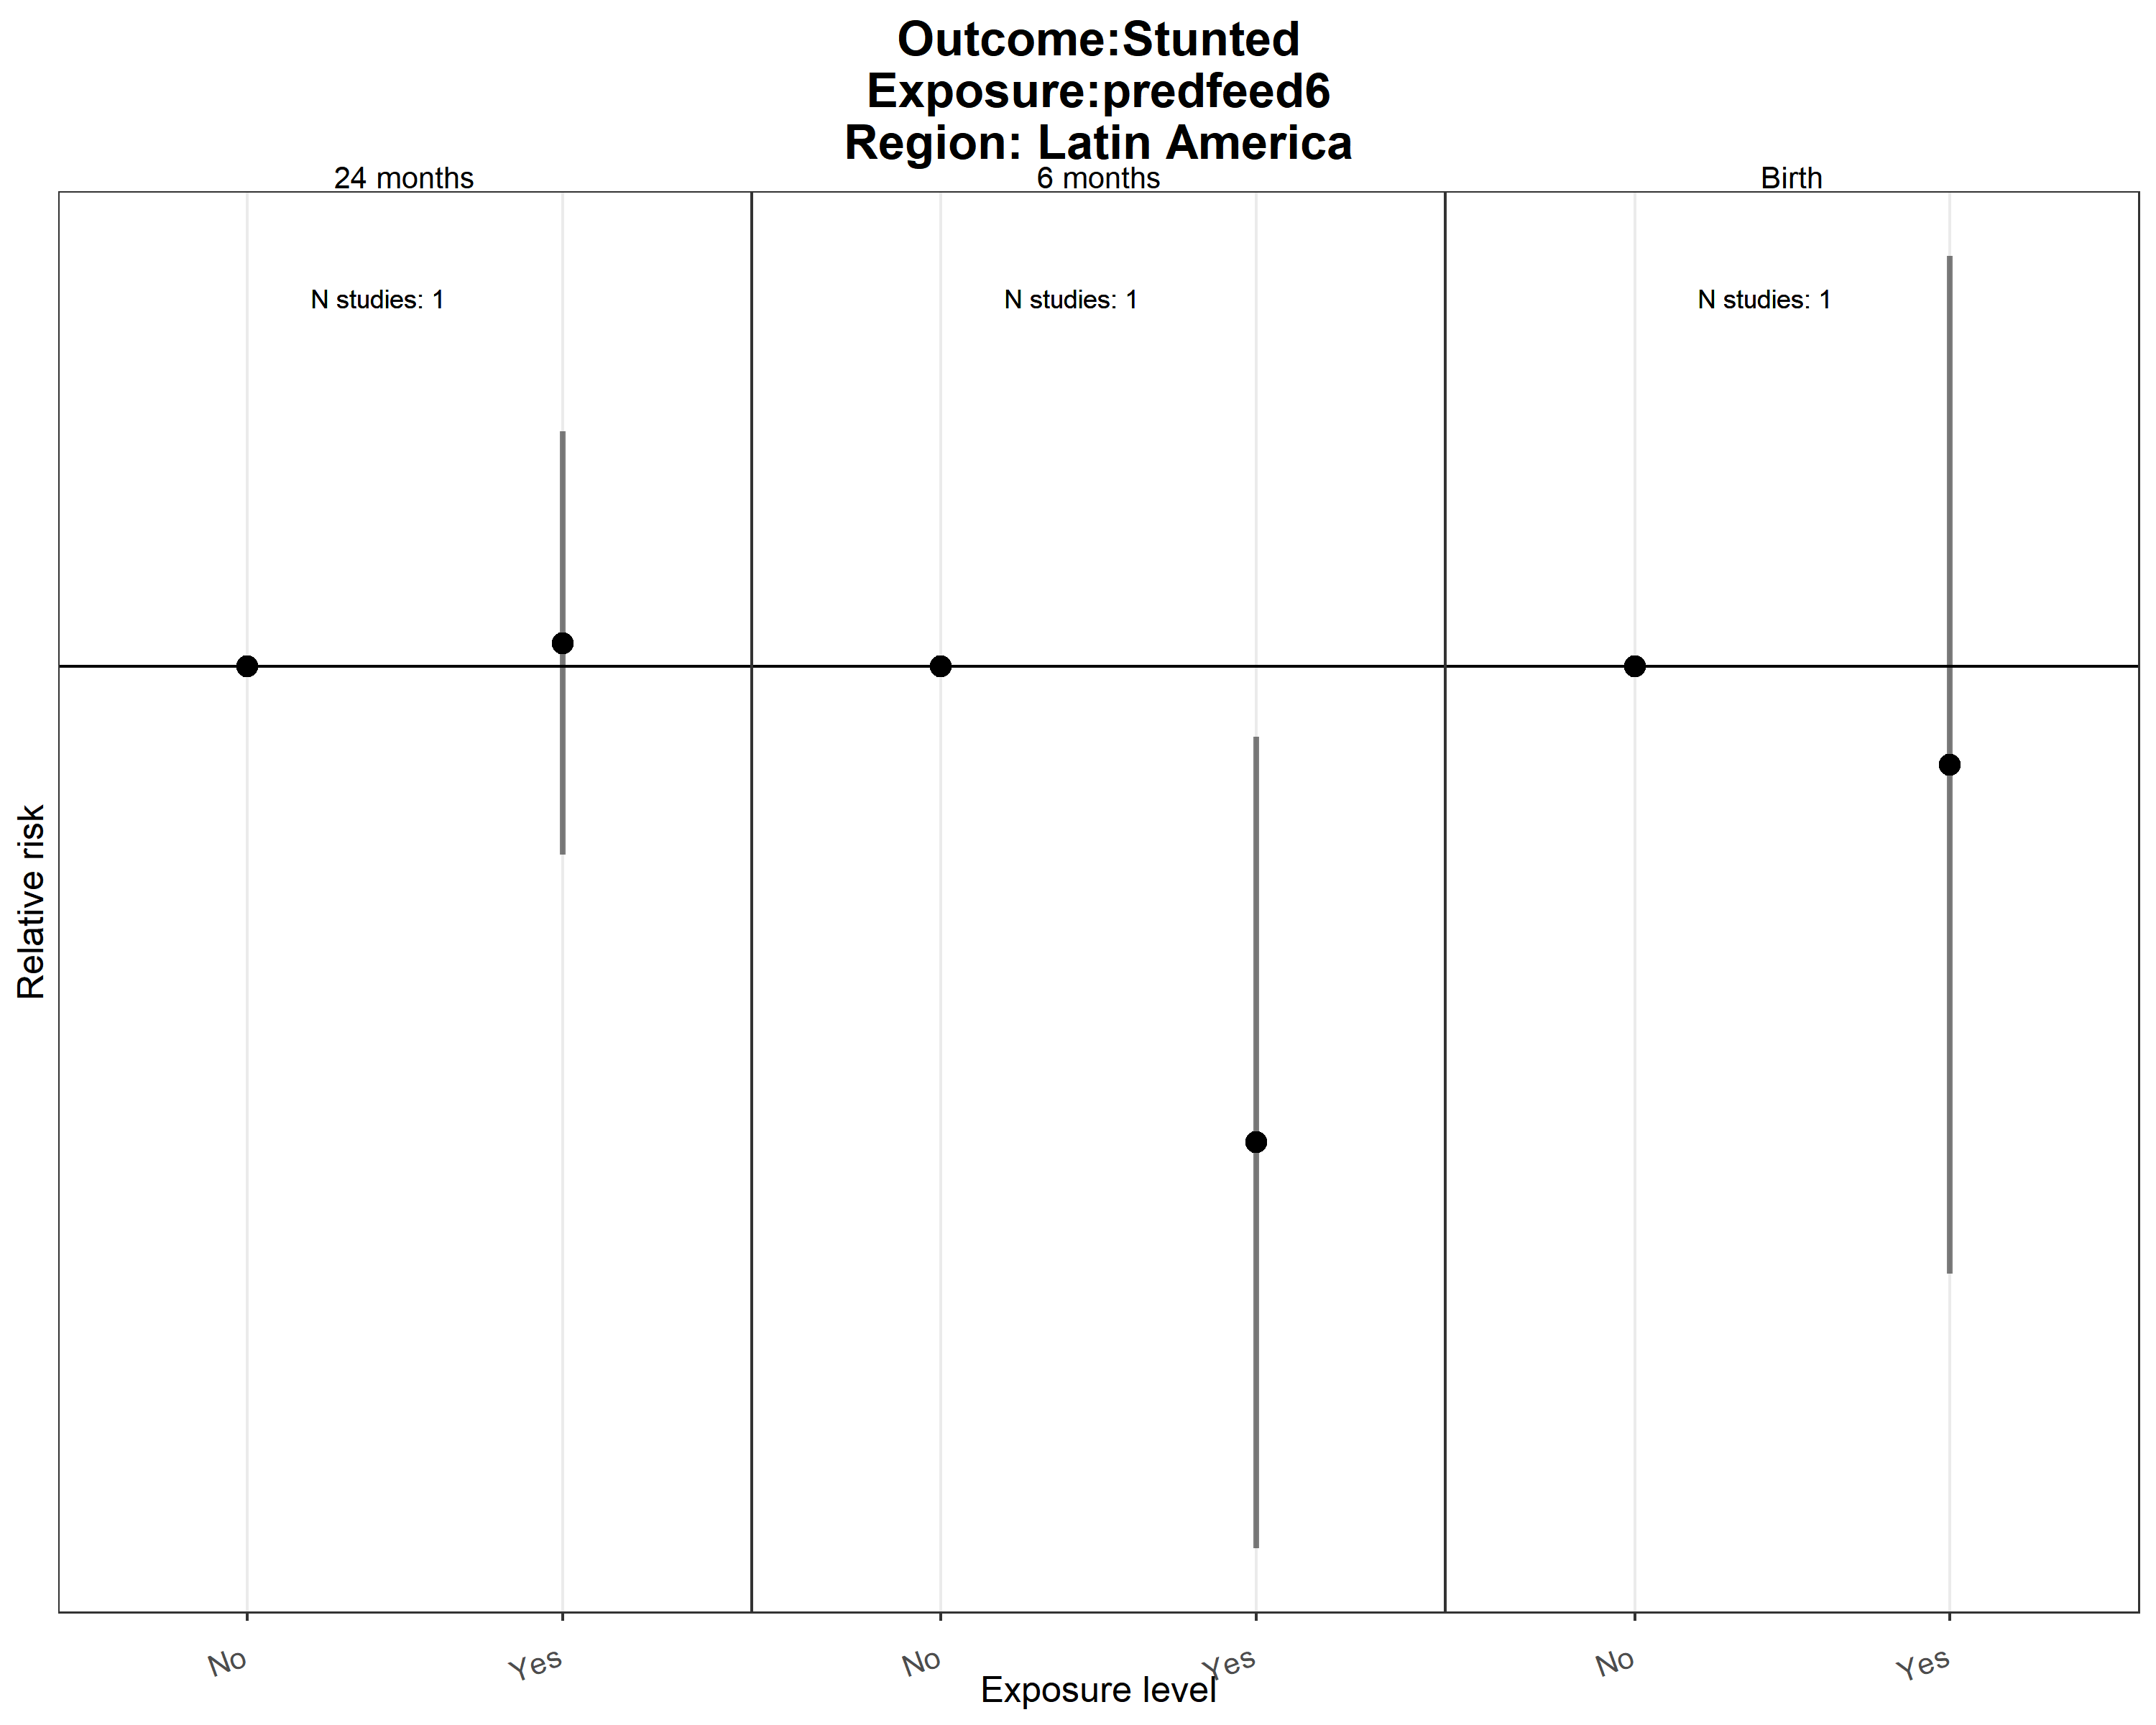 Outcome:Stunted
Exposure:predfeed6
Region: Latin America
24 months
6 months
Birth
N studies: 1
N studies: 1
N studies: 1
Relative risk
No
Yes
No
Yes
No
Yes
Exposure level